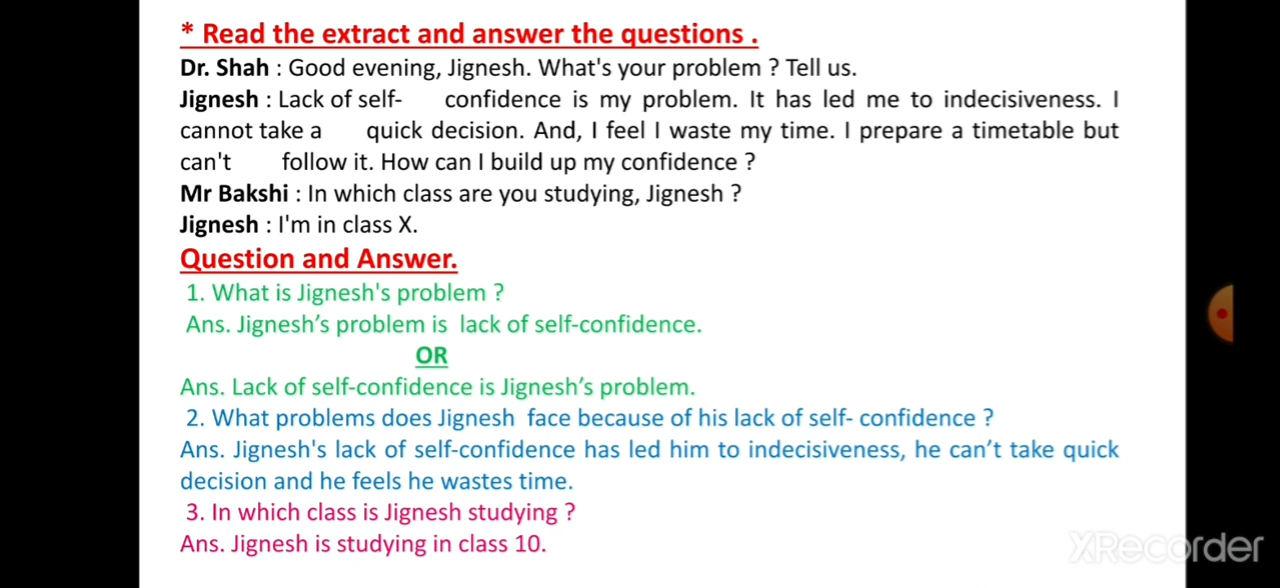 * Read the extract and answer the questions .
Dr. Shah : Good evening, Jignesh. What's your problem ? Tell us.
Jignesh : Lack of self- confidence is my problem. It has led me to indecisiveness. I
cannot take a quick decision. And, I feel I waste my time. I prepare a timetable but
can't follow it. How can I build up my confidence ?
Mr Bakshi : In which class are you studying, Jignesh ?
Jignesh : I'm in class X.
Question and Answer.
1. What is Jignesh's problem ?
Ans. Jignesh’s problem is lack of self-confidence.
OR
Ans. Lack of self-confidence is Jignesh’s problem.
2. What problems does Jignesh face because of his lack of self- confidence ?
Ans. Jignesh's lack of self-confidence has led him to indecisiveness, he can’t take quick
decision and he feels he wastes time.
3. In which class is Jignesh studying ?
Ans. Jignesh is studying in class 10.
XRecorder